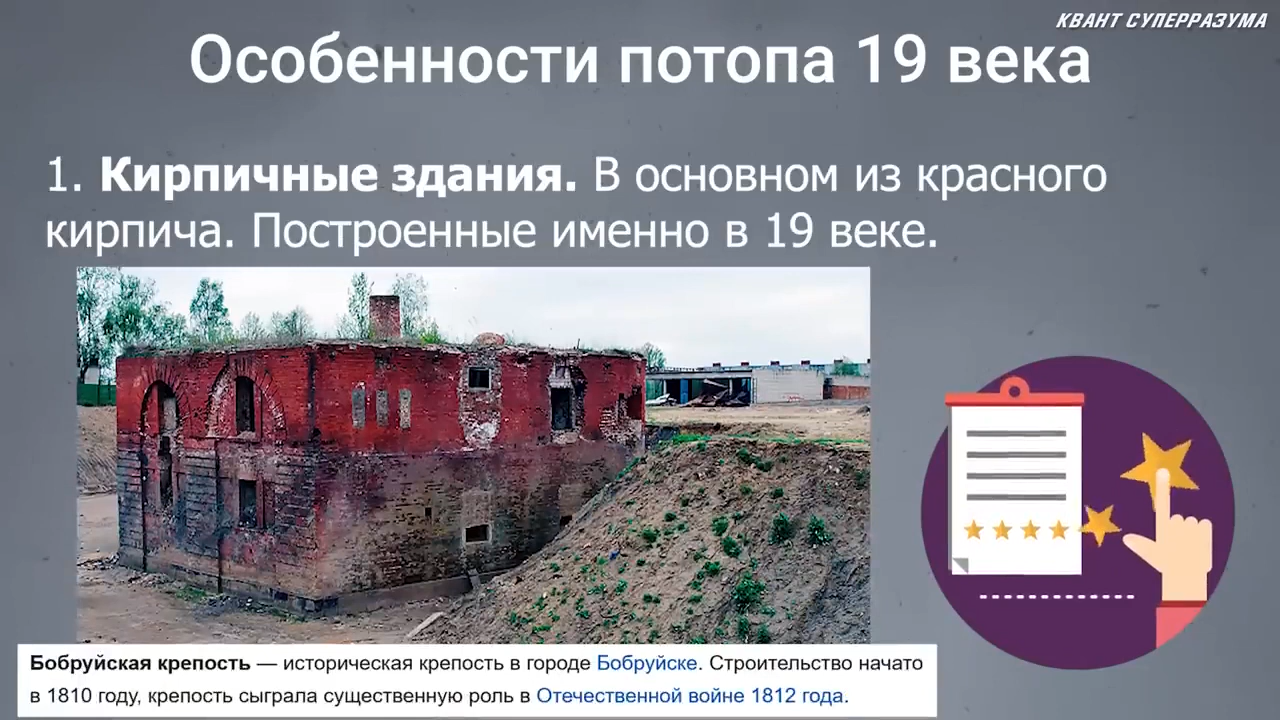 КВАНТ СУПЕРРАЗУМА
Особенности потопа 19 века
1. Кирпичные здания. В основном из красного
кирпича. Построенные именно в 19 веке.
Бобруйская крепость — историческая крепость в городе Бобруйске. Строительство начато
в 1810 году, крепость сыграла существенную роль в Отечественной войне 1812 года.